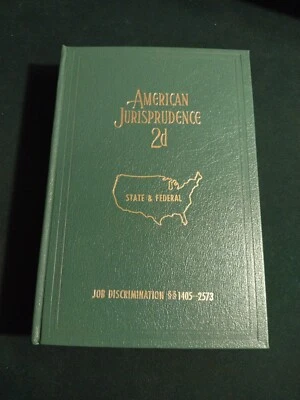 AMERICAN
JURISPRUDENCE
2d
STATE & FEDERAL
JOB DISCRIMINATION §§ 1405–2573